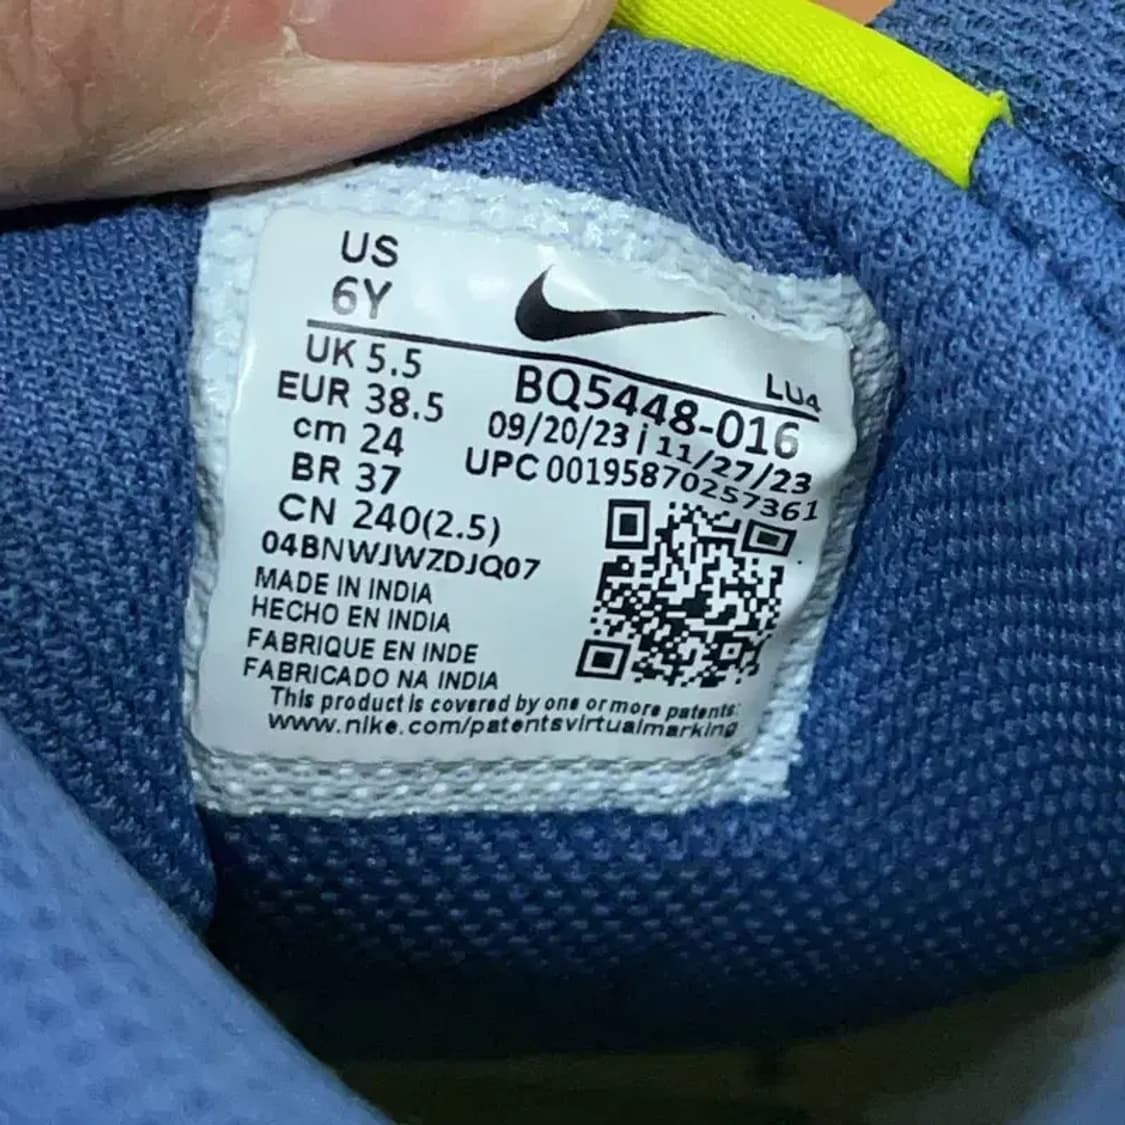 US
6Y
LU4
UK 5.5
EUR 38.5
cm 24
BR 37
CN 240(2.5)
BQ5448-016
09/20/23 | 11/27/23
UPC 00195870257361
04BNWJWZDJQ07
MADE IN INDIA
HECHO EN INDIA
FABRIQUE EN INDE
FABRICADO NA INDIA
This product is covered by one or more patents:
www.nike.com/patentsvirtualmarking